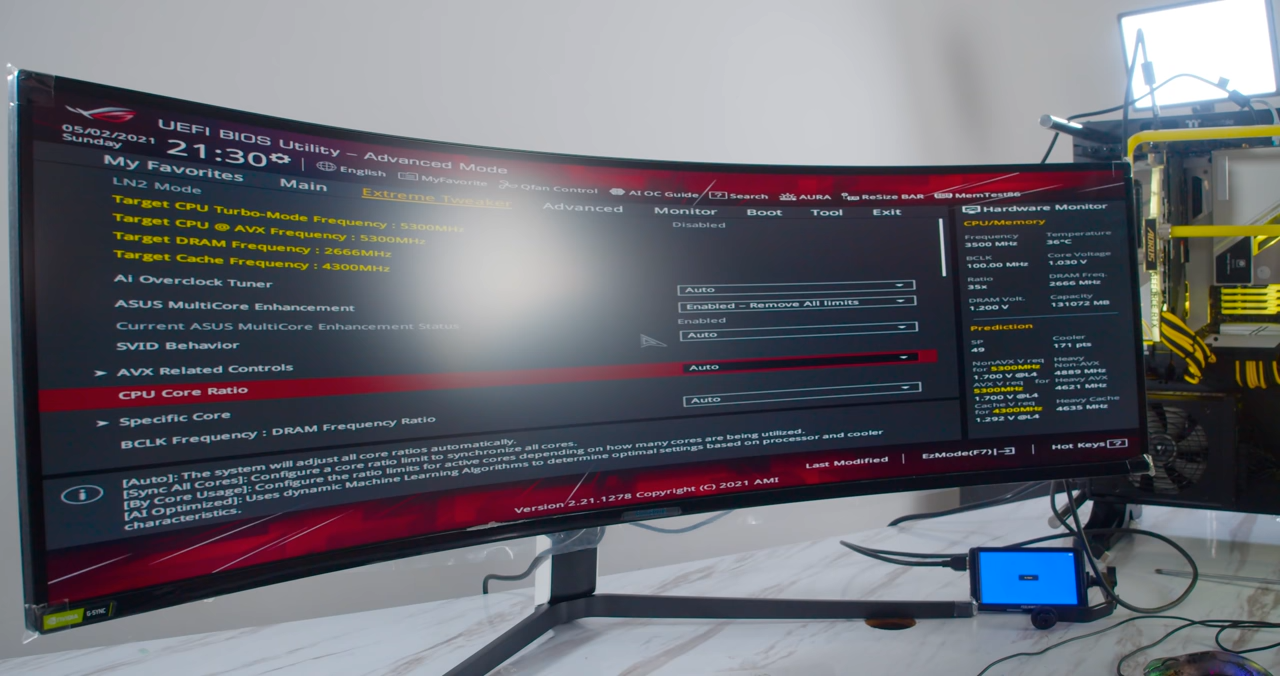 UEFI BIOS Utility – Advanced Mode
05/02/2021
Sunday
21:30
English
MyFavorite
Qfan Control
AI OC Guide
Search
AURA
ReSize BAR
MemTest86
My Favorites
Main
Extreme Tweaker
Advanced
Monitor
Boot
Tool
Exit
LN2 Mode
Disabled
Target CPU Turbo-Mode Frequency : 5300MHz
Target CPU @ AVX Frequency : 5300MHz
Target DRAM Frequency : 2666MHz
Target Cache Frequency : 4300MHz
Ai Overclock Tuner
Auto
ASUS MultiCore Enhancement
Enabled – Remove All limits
Current ASUS MultiCore Enhancement Status
Enabled
SVID Behavior
Auto
AVX Related Controls
CPU Core Ratio
Auto
Specific Core
BCLK Frequency : DRAM Frequency Ratio
Auto
[Auto]: The system will adjust all core ratios automatically.
[Sync All Cores]: Configure a core ratio limit to synchronize all cores.
[By Core Usage]: Configure the ratio limits for active cores depending on how many cores are being utilized.
[AI Optimized]: Uses dynamic Machine Learning Algorithms to determine optimal settings based on processor and cooler
characteristics.
Hardware Monitor
CPU/Memory
Frequency
3500 MHz
Temperature
36°C
BCLK
100.00 MHz
Core Voltage
1.030 V
Ratio
35x
DRAM Freq.
2666 MHz
DRAM Volt.
1.200 V
Capacity
131072 MB
Prediction
SP
49
Cooler
171 pts
NonAVX V req
for 5300MHz
1.700 V @L4
Heavy
Non-AVX
4889 MHz
AVX V req for
5300MHz
1.700 V @L4
Heavy AVX
4621 MHz
Cache V req
for 4300MHz
1.292 V @L4
Heavy Cache
4635 MHz
Last Modified
EzMode(F7)
Hot Keys
Version 2.21.1278 Copyright (C) 2021 AMI
G-SYNC
AORUS